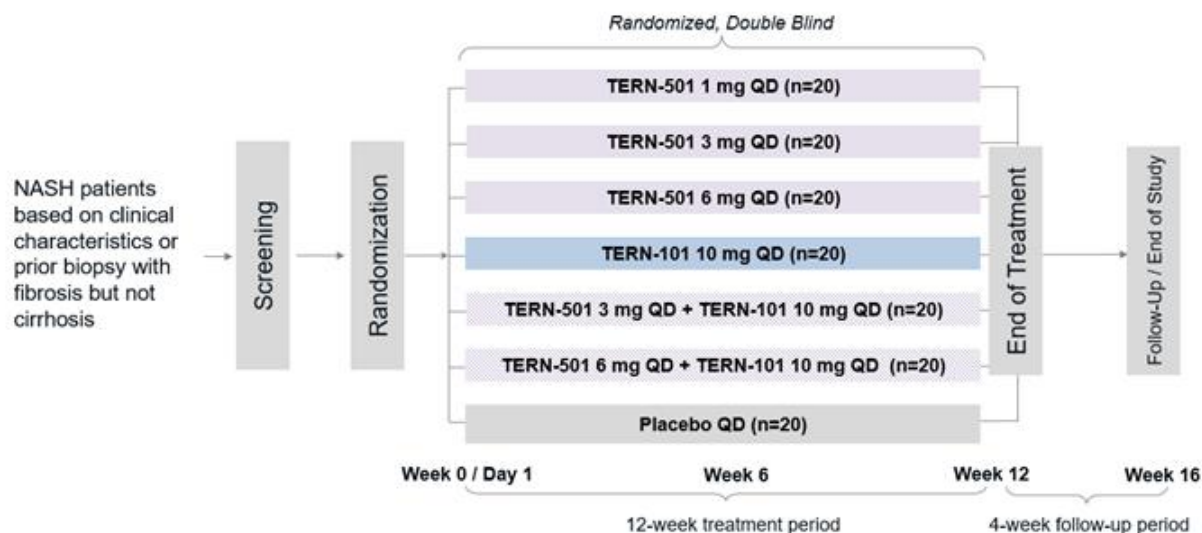 Randomized, Double Blind
NASH patients
based on clinical
characteristics or
prior biopsy with
fibrosis but not
cirrhosis
Screening
Randomization
TERN-501 1 mg QD (n=20)
TERN-501 3 mg QD (n=20)
TERN-501 6 mg QD (n=20)
TERN-101 10 mg QD (n=20)
TERN-501 3 mg QD + TERN-101 10 mg QD (n=20)
TERN-501 6 mg QD + TERN-101 10 mg QD (n=20)
Placebo QD (n=20)
End of Treatment
Follow-Up / End of Study
Week 0 / Day 1
Week 6
Week 12
Week 16
12-week treatment period
4-week follow-up period